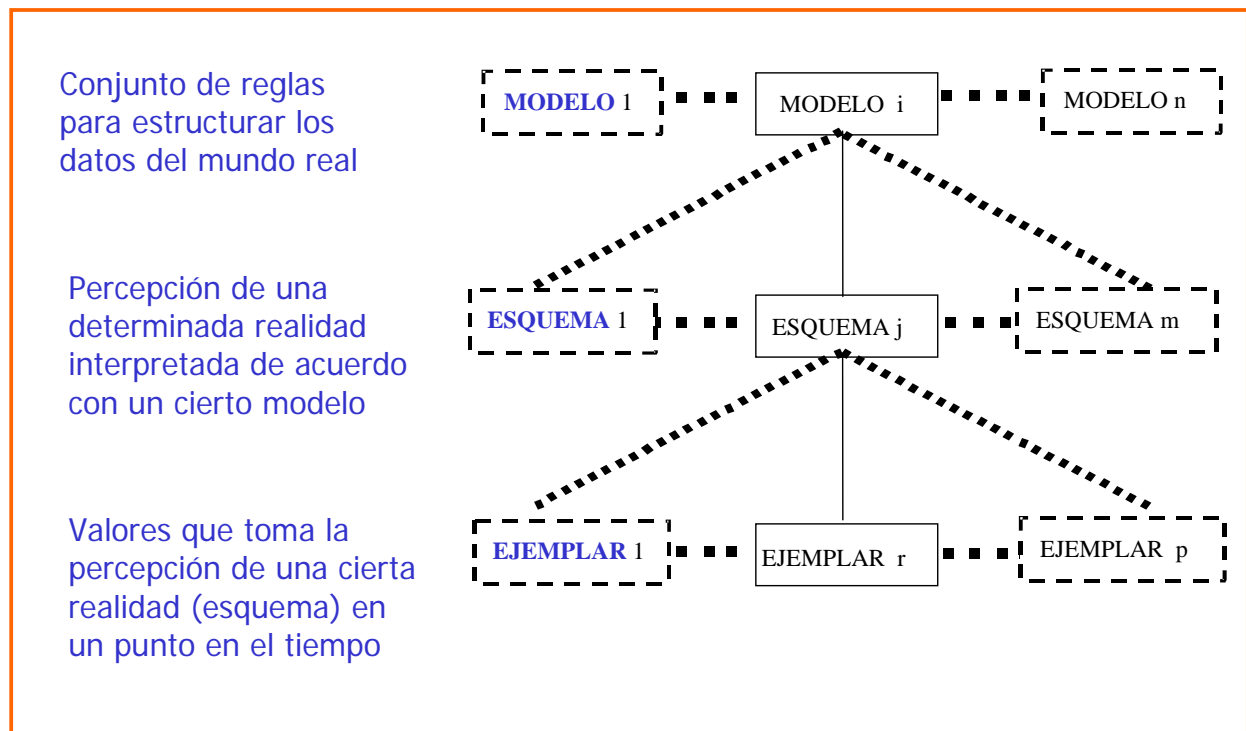 Conjunto de reglas
para estructurar los
datos del mundo real
MODELO 1
MODELO i
MODELO n
Percepción de una
determinada realidad
interpretada de acuerdo
con un cierto modelo
ESQUEMA 1
ESQUEMA j
ESQUEMA m
Valores que toma la
percepción de una cierta
realidad (esquema) en
un punto en el tiempo
EJEMPLAR 1
EJEMPLAR r
EJEMPLAR p